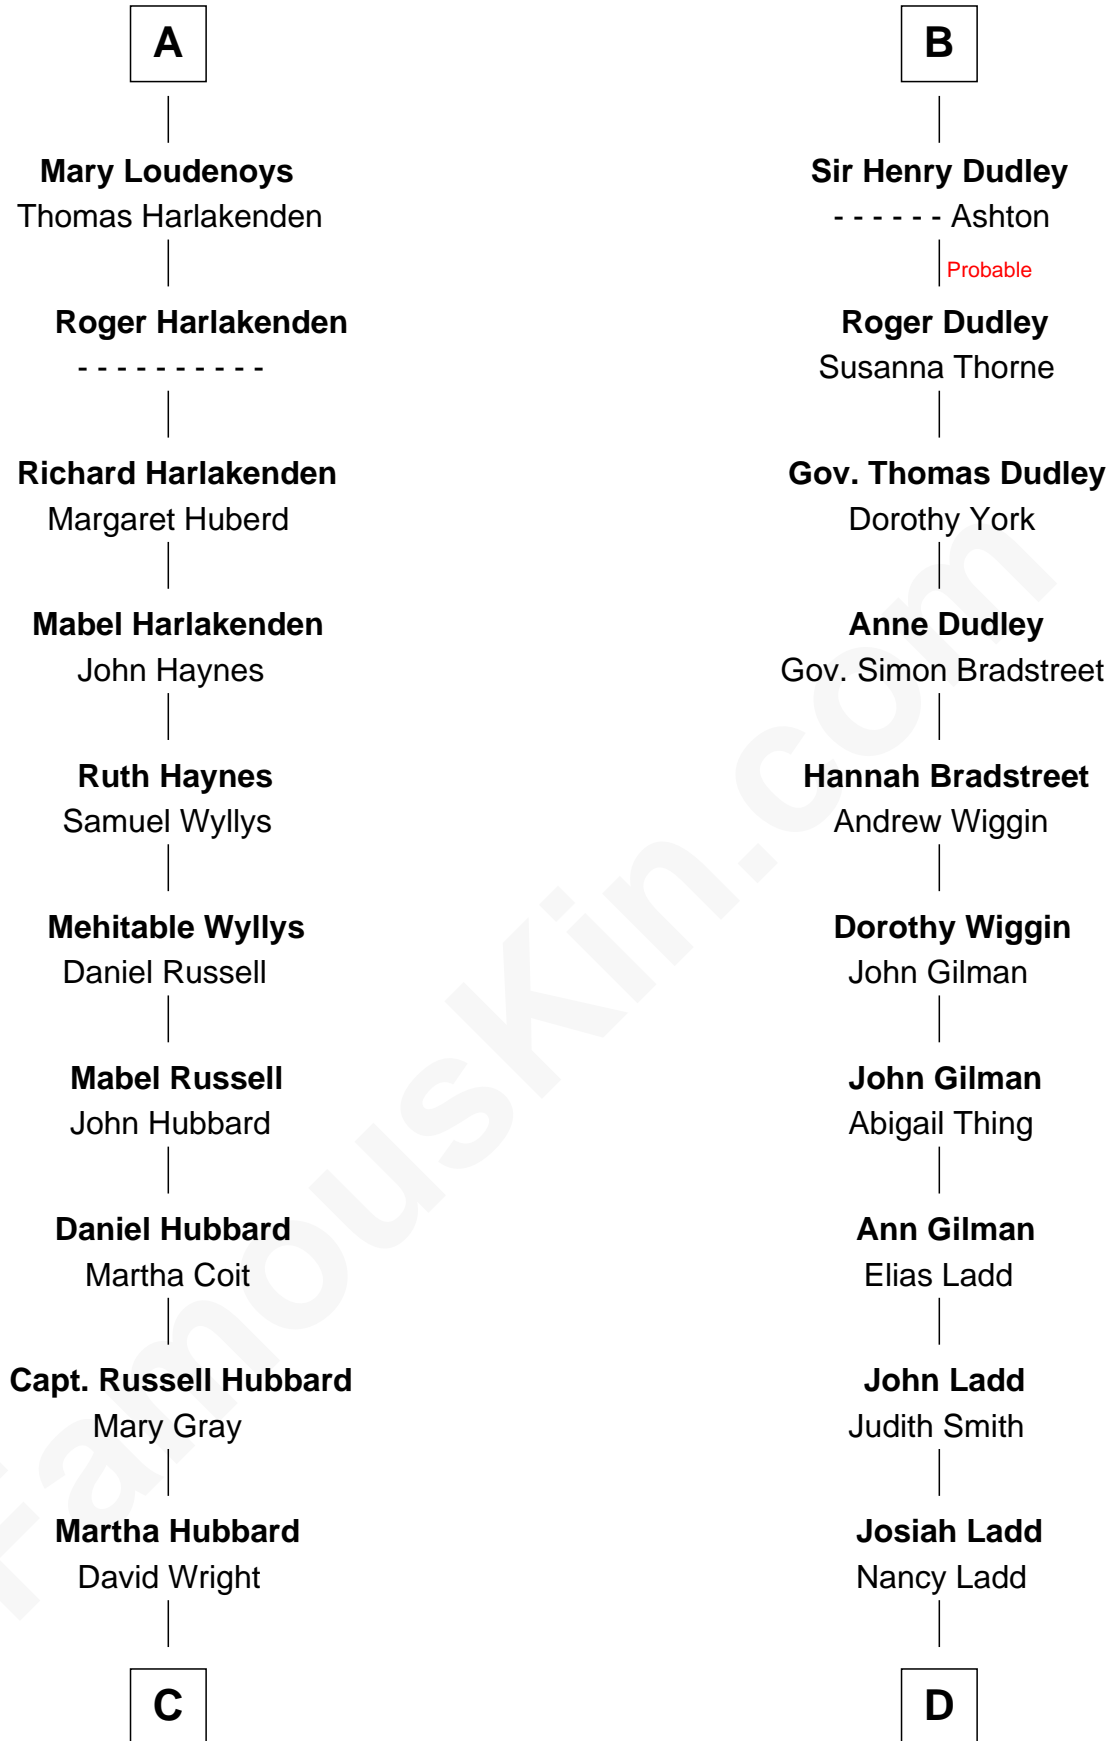 A
Mary Loudenoys
Thomas Harlakenden
Roger Harlakenden
- - - - - - - - - -
Richard Harlakenden
Margaret Huberd
Mabel Harlakenden
John Haynes
Ruth Haynes
Samuel Wyllys
Mehitable Wyllys
Daniel Russell
Mabel Russell
John Hubbard
Daniel Hubbard
Martha Coit
Capt. Russell Hubbard
Mary Gray
Martha Hubbard
David Wright
C
B
Sir Henry Dudley
- - - - - - Ashton
Probable
Roger Dudley
Susanna Thorne
Gov. Thomas Dudley
Dorothy York
Anne Dudley
Gov. Simon Bradstreet
Hannah Bradstreet
Andrew Wiggin
Dorothy Wiggin
John Gilman
John Gilman
Abigail Thing
Ann Gilman
Elias Ladd
John Ladd
Judith Smith
Josiah Ladd
Nancy Ladd
D
FamousKin.com